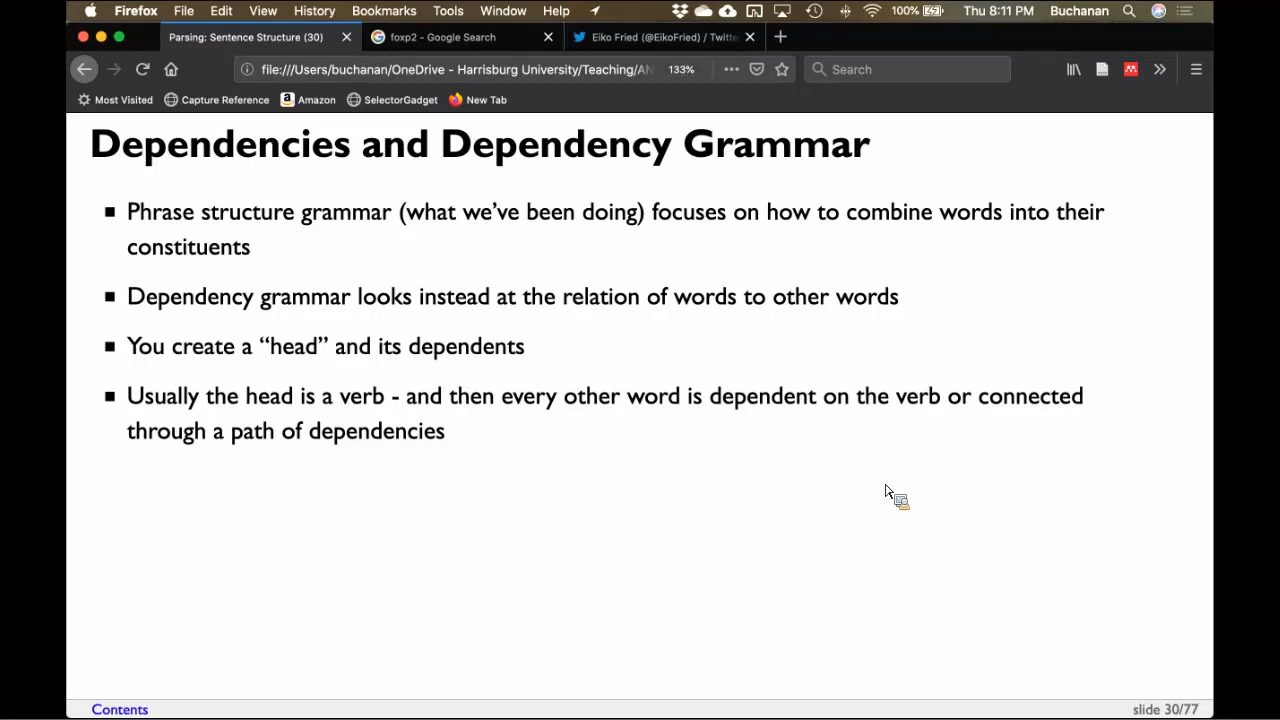 Firefox File Edit View History Bookmarks Tools Window Help 100% Thu 8:11 PM Buchanan
Parsing: Sentence Structure (30) foxp2 - Google Search Eiko Fried (@EikoFried) / Twitte
file:///Users/buchanan/OneDrive - Harrisburg University/Teaching/AN 133% Search
Most Visited Capture Reference Amazon SelectorGadget New Tab
Dependencies and Dependency Grammar
Phrase structure grammar (what we’ve been doing) focuses on how to combine words into their
constituents
Dependency grammar looks instead at the relation of words to other words
You create a “head” and its dependents
Usually the head is a verb - and then every other word is dependent on the verb or connected
through a path of dependencies
Contents slide 30/77